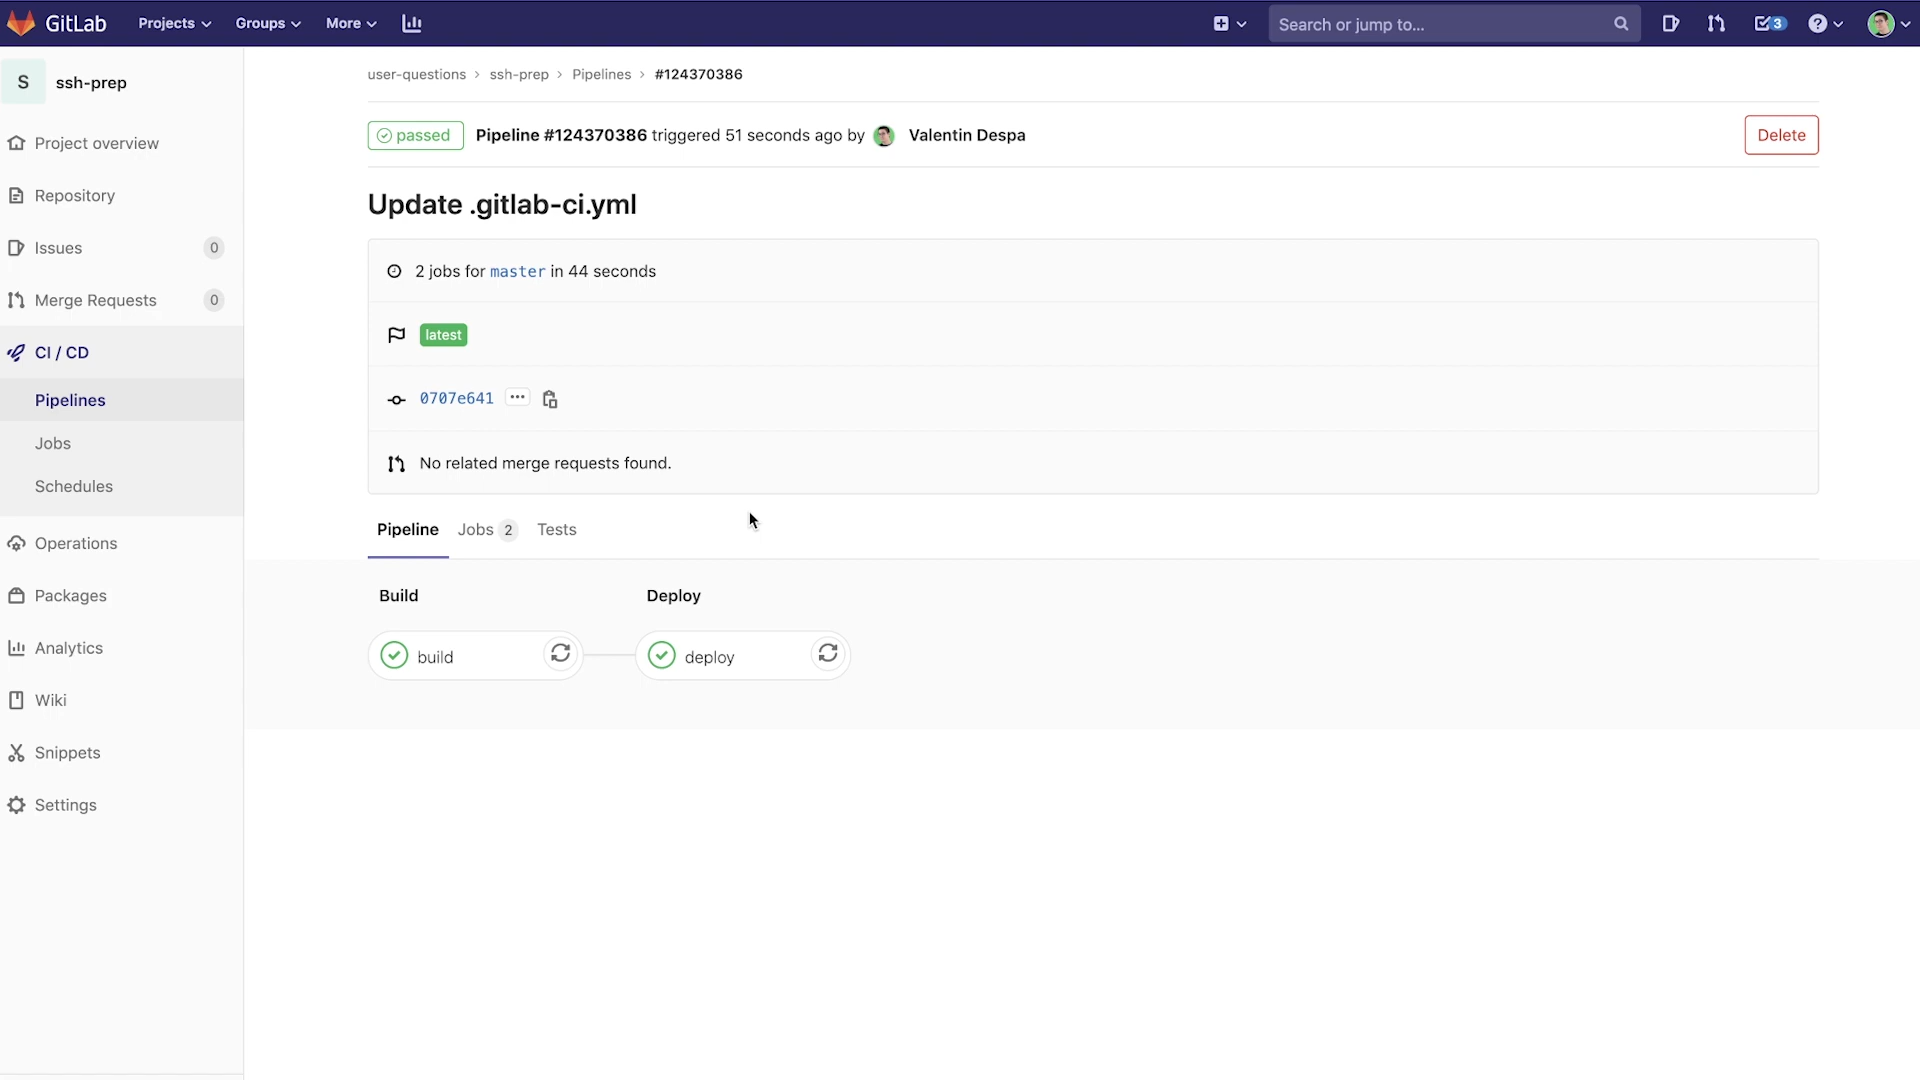 GitLab Projects Groups More Search or jump to... 3
S ssh-prep
Project overview
Repository
Issues 0
Merge Requests 0
CI / CD
Pipelines
Jobs
Schedules
Operations
Packages
Analytics
Wiki
Snippets
Settings
user-questions › ssh-prep › Pipelines › #124370386
passed Pipeline #124370386 triggered 51 seconds ago by Valentin Despa Delete
Update .gitlab-ci.yml
2 jobs for master in 44 seconds
latest
0707e641 ...
No related merge requests found.
Pipeline Jobs 2 Tests
Build Deploy
build deploy